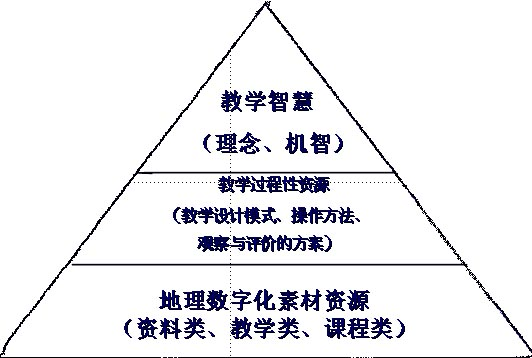 教学智慧
（理念、机智）
教学过程性资源
（教学设计模式、操作方法、
观察与评价的方案）
地理数字化素材资源
（资料类、教学类、课程类）